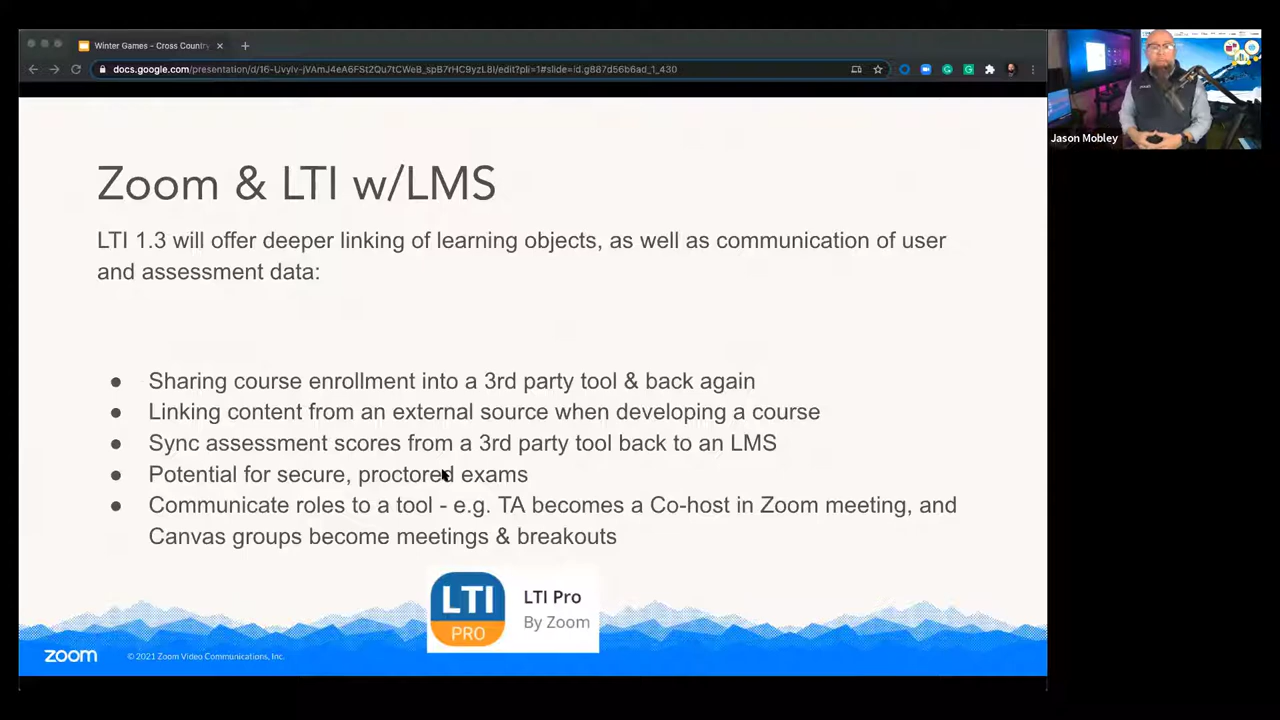 Winter Games - Cross Country
docs.google.com/presentation/d/16-UvyIv-jVAmJ4eA6FSt2Qu7tCWeB_spB7rHC9yzL8I/edit?pli=1#slide=id.g887d56b6ad_1_430
Jason Mobley
Zoom & LTI w/LMS
LTI 1.3 will offer deeper linking of learning objects, as well as communication of user
and assessment data:
● Sharing course enrollment into a 3rd party tool & back again
● Linking content from an external source when developing a course
● Sync assessment scores from a 3rd party tool back to an LMS
● Potential for secure, proctored exams
● Communicate roles to a tool - e.g. TA becomes a Co-host in Zoom meeting, and
Canvas groups become meetings & breakouts
LTI
PRO
LTI Pro
By Zoom
zoom
© 2021 Zoom Video Communications, Inc.